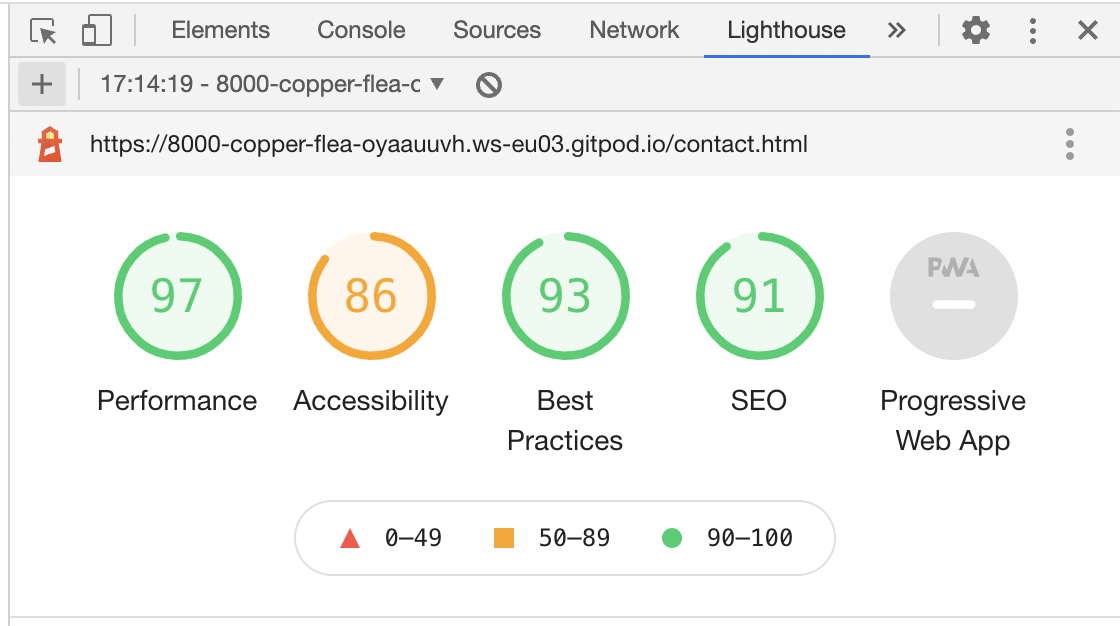 Elements Console Sources Network Lighthouse »
+ 17:14:19 - 8000-copper-flea-c ▼
https://8000-copper-flea-oyaauuvh.ws-eu03.gitpod.io/contact.html
97 86 93 91 PWA
Performance Accessibility Best Practices SEO Progressive Web App
0–49 50–89 90–100